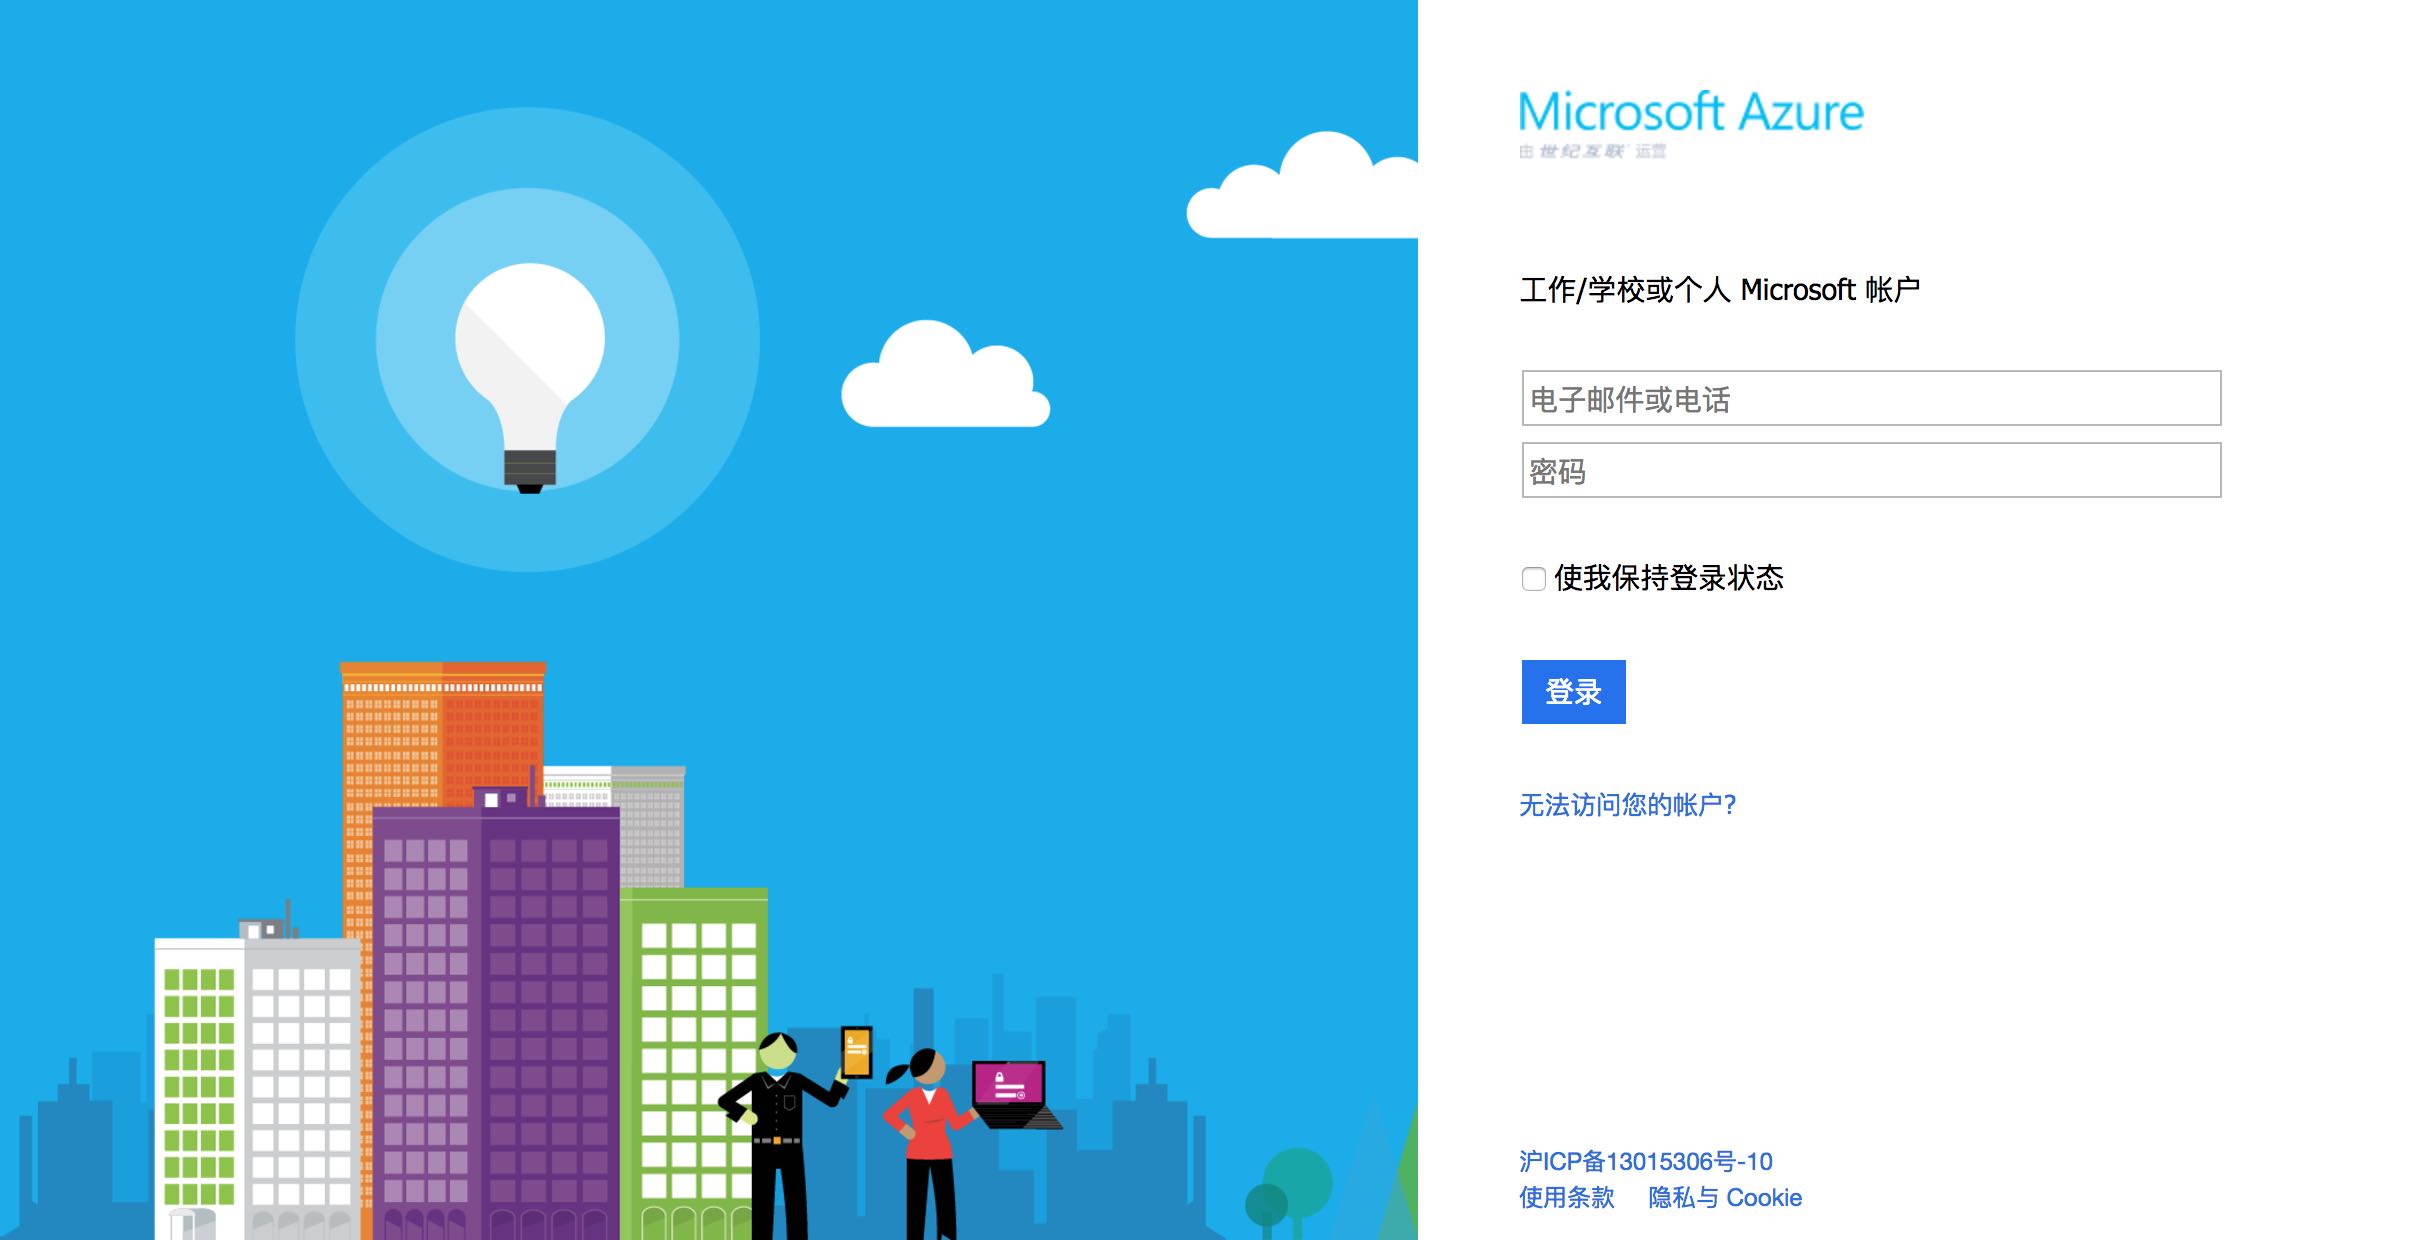 Microsoft Azure
由 世纪互联 运营
工作/学校或个人 Microsoft 帐户
电子邮件或电话
密码
使我保持登录状态
登录
无法访问您的帐户?
沪ICP备13015306号-10
使用条款 隐私与 Cookie